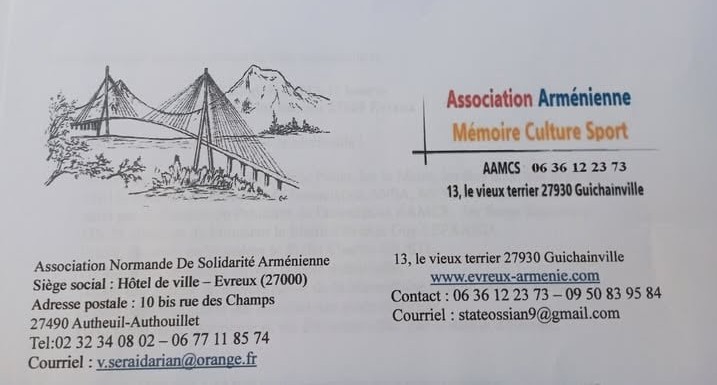 Association Arménienne
Mémoire Culture Sport
AAMCS 06 36 12 23 73
13, le vieux terrier 27930 Guichainville
Association Normande De Solidarité Arménienne
Siège social : Hôtel de ville – Evreux (27000)
Adresse postale : 10 bis rue des Champs
27490 Autheuil-Authouillet
Tel:02 32 34 08 02 – 06 77 11 85 74
Courriel : v.seraidarian@orange.fr
13, le vieux terrier 27930 Guichainville
www.evreux-armenie.com
Contact : 06 36 12 23 73 – 09 50 83 95 84
Courriel : stateossian9@gmail.com